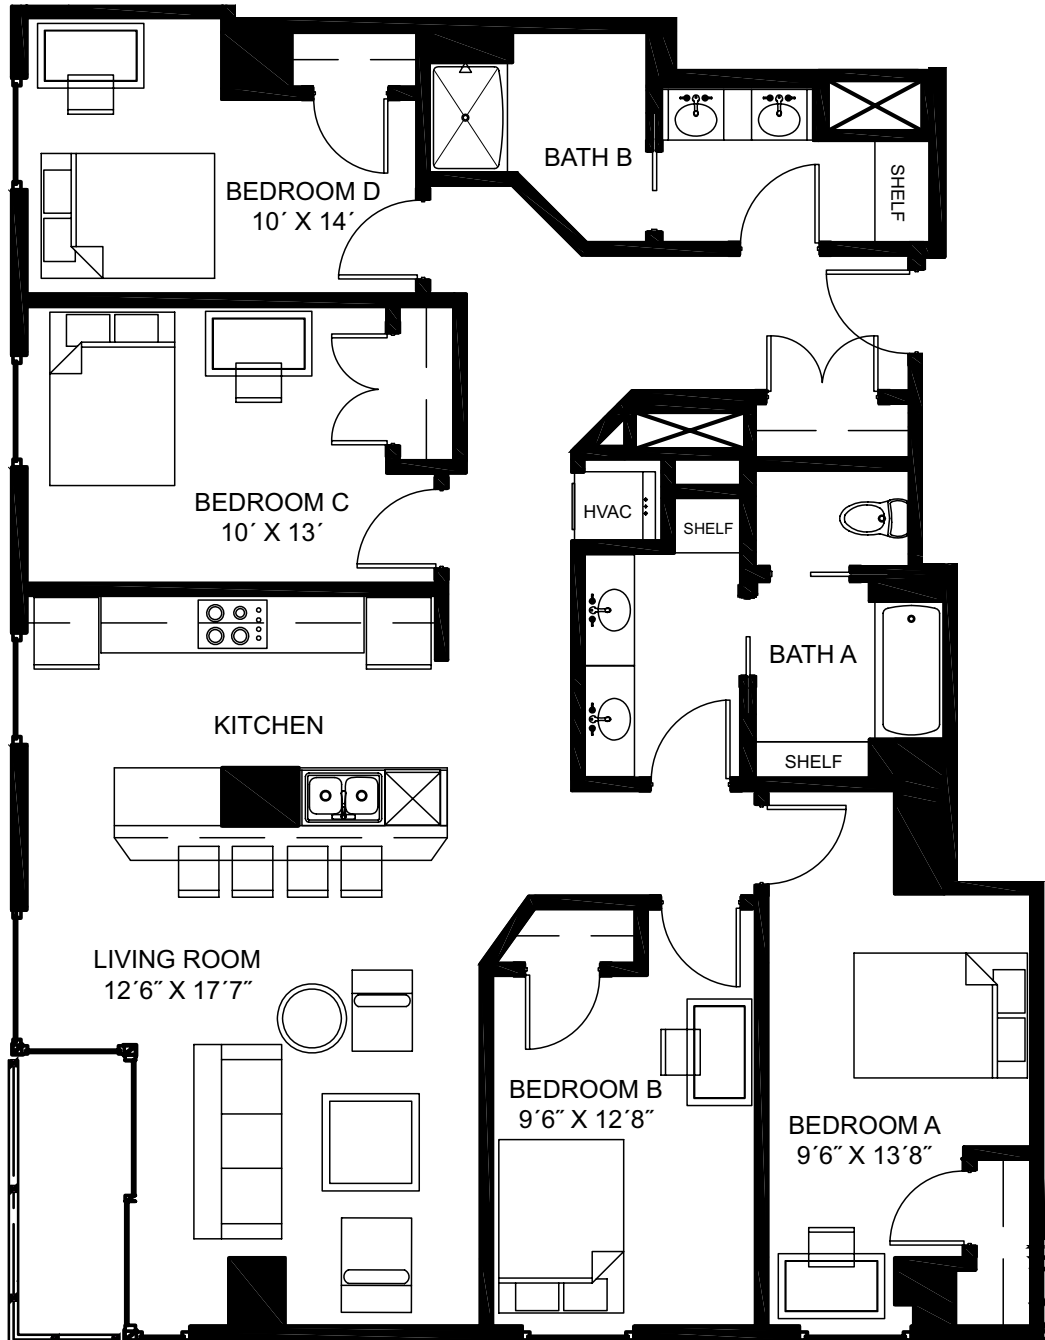 BATH B
SHELF
BEDROOM D
10´ X 14´
BEDROOM C
10´ X 13´
HVAC
SHELF
BATH A
KITCHEN
SHELF
LIVING ROOM
12´6˝ X 17´7˝
BEDROOM B
9´6˝ X 12´8˝
BEDROOM A
9´6˝ X 13´8˝